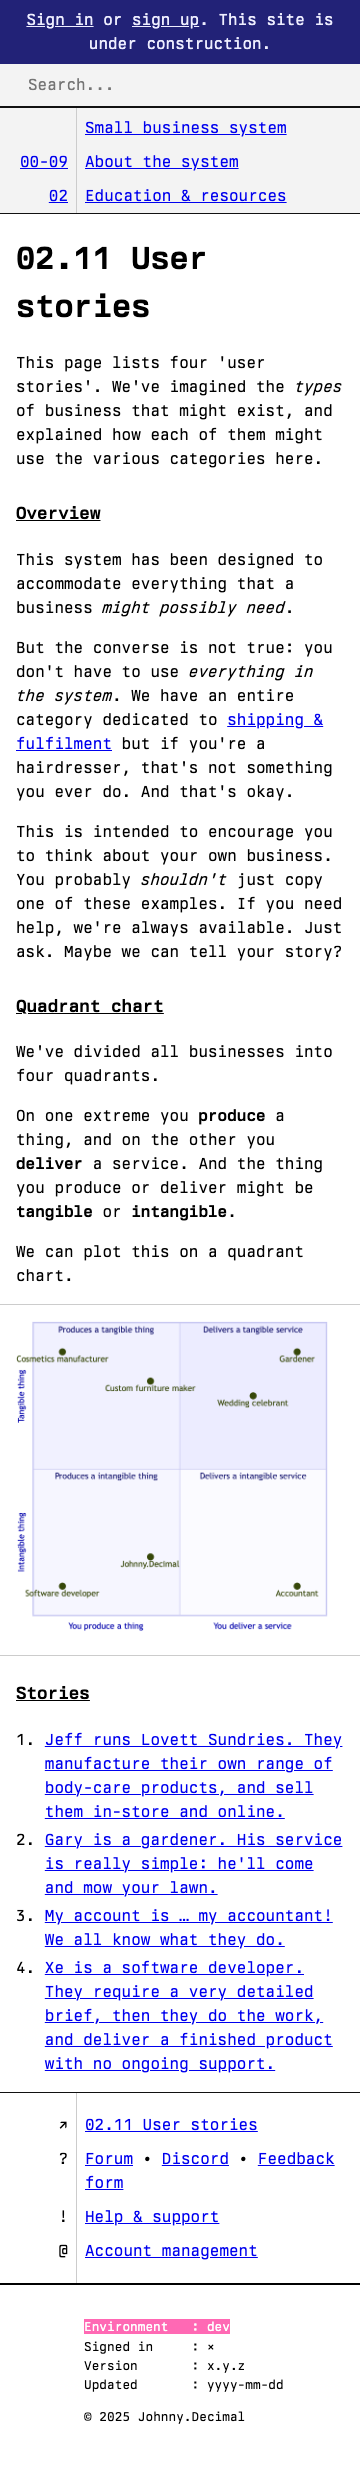 Sign in or sign up. This site is
under construction.
Search...
Small business system
00-09 About the system
02 Education & resources
02.11 User
stories
This page lists four 'user
stories'. We've imagined the types
of business that might exist, and
explained how each of them might
use the various categories here.
Overview
This system has been designed to
accommodate everything that a
business might possibly need.
But the converse is not true: you
don't have to use everything in
the system. We have an entire
category dedicated to shipping &
fulfilment but if you're a
hairdresser, that's not something
you ever do. And that's okay.
This is intended to encourage you
to think about your own business.
You probably shouldn't just copy
one of these examples. If you need
help, we're always available. Just
ask. Maybe we can tell your story?
Quadrant chart
We've divided all businesses into
four quadrants.
On one extreme you produce a
thing, and on the other you
deliver a service. And the thing
you produce or deliver might be
tangible or intangible.
We can plot this on a quadrant
chart.
Produces a tangible thing
Delivers a tangible service
Cosmetics manufacturer
Gardener
Tangible thing
Custom furniture maker
Wedding celebrant
Produces a intangible thing
Delivers a intangible service
Intangible thing
Johnny.Decimal
Software developer
Accountant
You produce a thing
You deliver a service
Stories
1. Jeff runs Lovett Sundries. They
manufacture their own range of
body-care products, and sell
them in-store and online.
2. Gary is a gardener. His service
is really simple: he'll come
and mow your lawn.
3. My account is … my accountant!
We all know what they do.
4. Xe is a software developer.
They require a very detailed
brief, then they do the work,
and deliver a finished product
with no ongoing support.
↗ 02.11 User stories
? Forum • Discord • Feedback
form
! Help & support
@ Account management
Environment : dev
Signed in : ×
Version : x.y.z
Updated : yyyy-mm-dd
© 2025 Johnny.Decimal